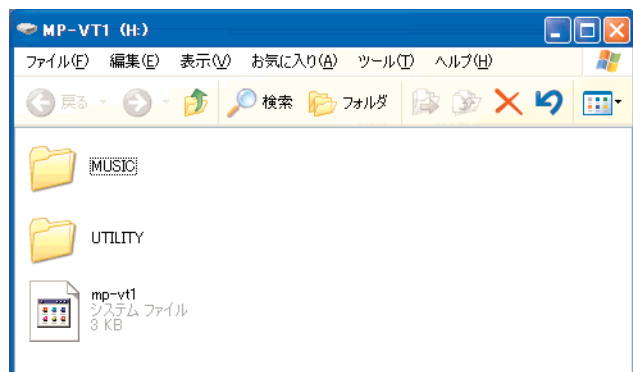 MP-VT1 (H:)
ファイル(F) 編集(E) 表示(V) お気に入り(A) ツール(T) ヘルプ(H)
戻る 検索 フォルダ
MUSIC
UTILITY
mp-vt1
システム ファイル
3 KB